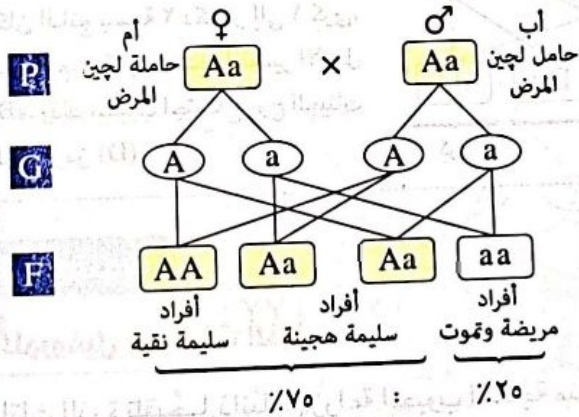 ♀ ♂
أم
حاملة لجين
المرض
أب
حامل لجين
المرض
P Aa × Aa
G A a A a
F AA Aa Aa aa
أفراد
سليمة نقية
أفراد
سليمة هجينة
أفراد
مريضة وتموت
٪٧٥ : ٪٢٥